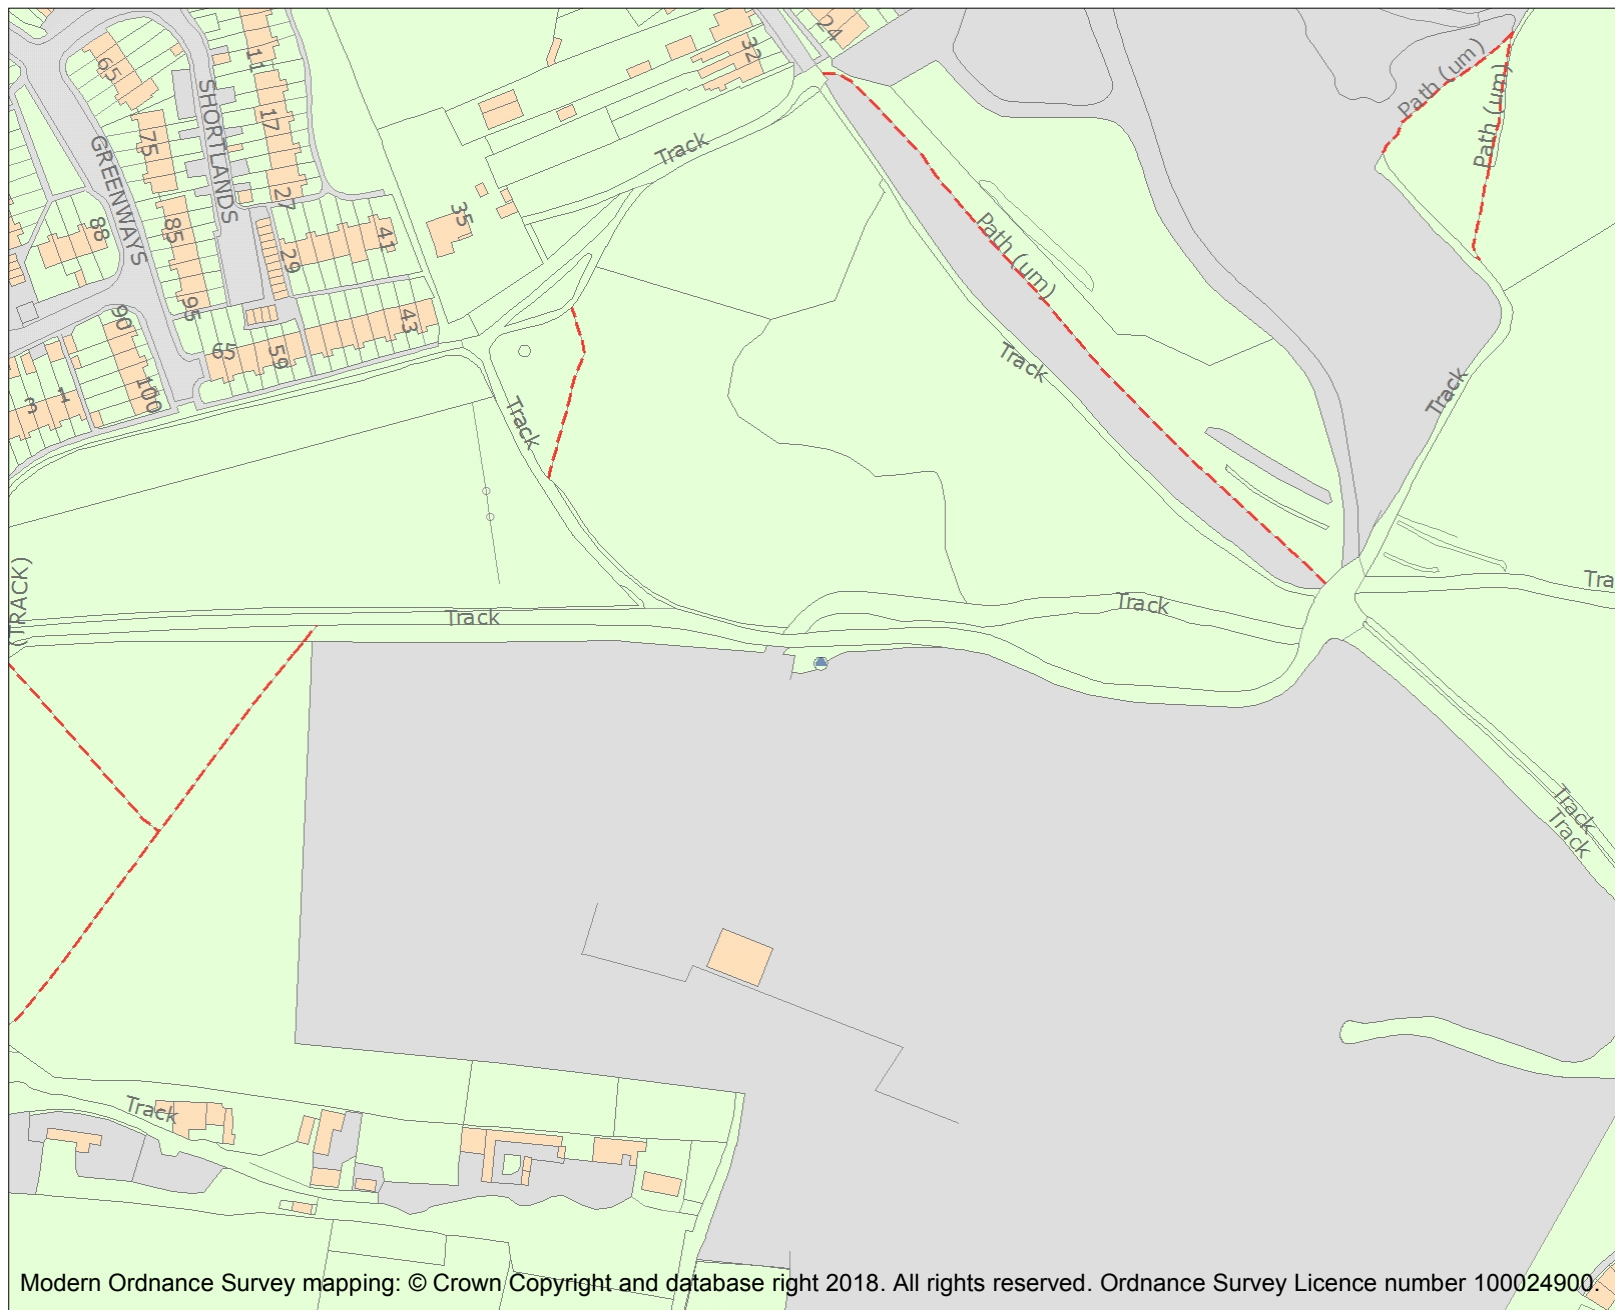 24
32
11
65
SHORTLANDS
Path (um)
Path (um)
17
75
Track
GREENWAYS
27
35
85
41
88
Path (um)
29
95
43
90
65
59
Track
100
1
3
Track
Track
(TRACK)
Tra
Track
Track
Track
Track
Track
Modern Ordnance Survey mapping: © Crown Copyright and database right 2018. All rights reserved. Ordnance Survey Licence number 100024900.